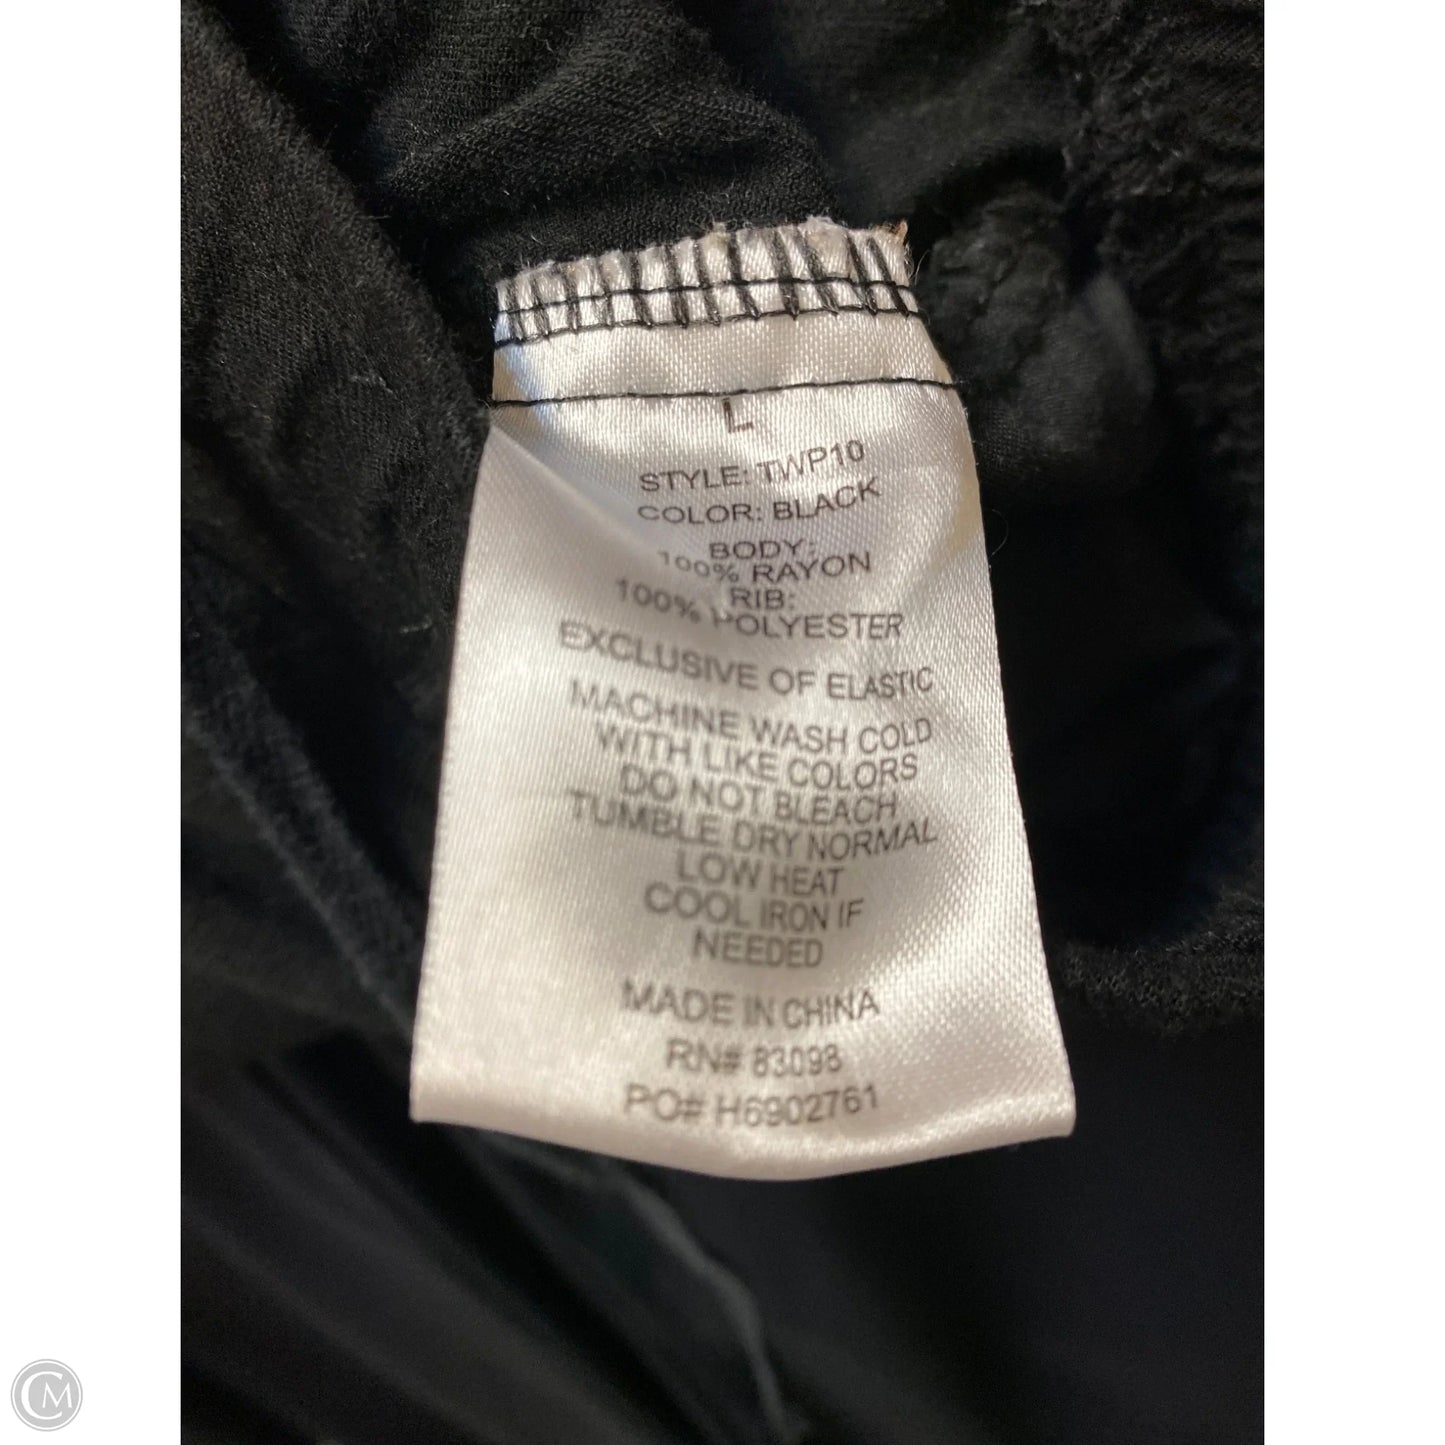 L
STYLE: TWP10
COLOR: BLACK
BODY:
100% RAYON
RIB:
100% POLYESTER
EXCLUSIVE OF ELASTIC
MACHINE WASH COLD
WITH LIKE COLORS
DO NOT BLEACH
TUMBLE DRY NORMAL
LOW HEAT
COOL IRON IF
NEEDED
MADE IN CHINA
RN# 83098
PO# H6902761
CM